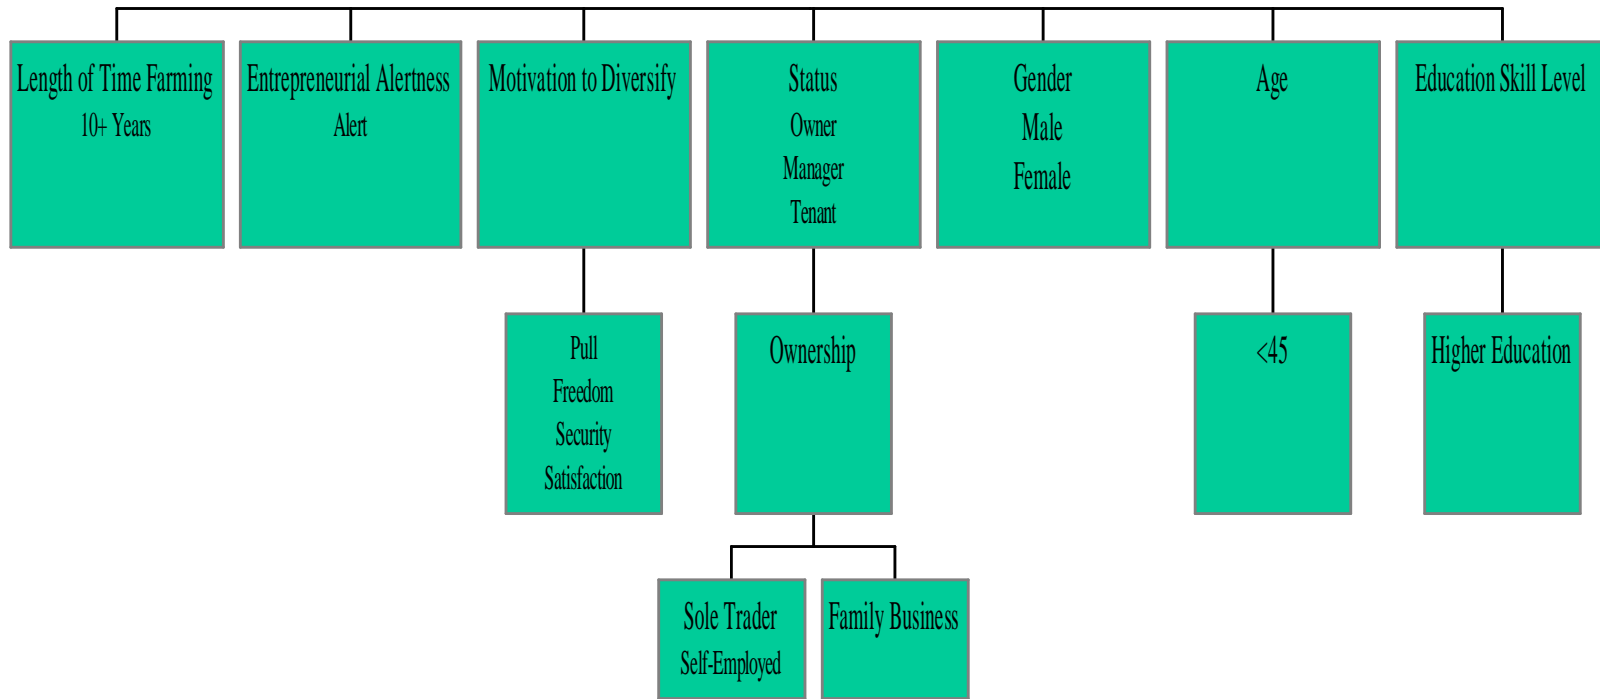 Length of Time Farming
10+ Years
Entrepreneurial Alertness
Alert
Motivation to Diversify
Status
Owner
Manager
Tenant
Gender
Male
Female
Age
Education Skill Level
Pull
Freedom
Security
Satisfaction
Ownership
<45
Higher Education
Sole Trader
Self-Employed
Family Business